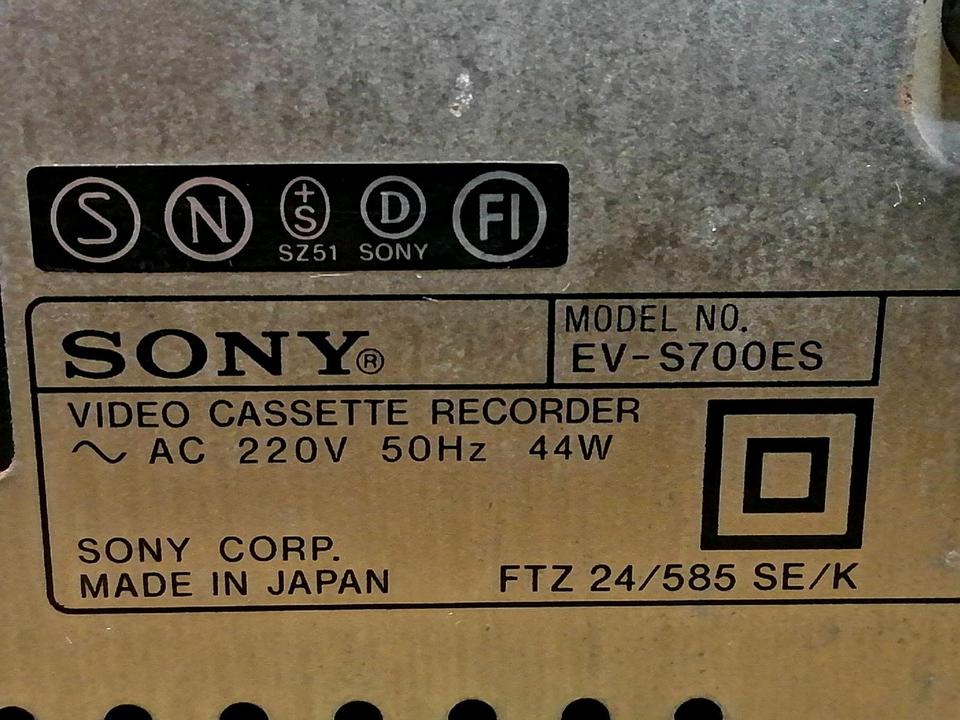 S N +S D FI
SZ51 SONY
SONY®
MODEL NO.
EV-S700ES
VIDEO CASSETTE RECORDER
~ AC 220V 50Hz 44W
SONY CORP.
MADE IN JAPAN
FTZ 24/585 SE/K